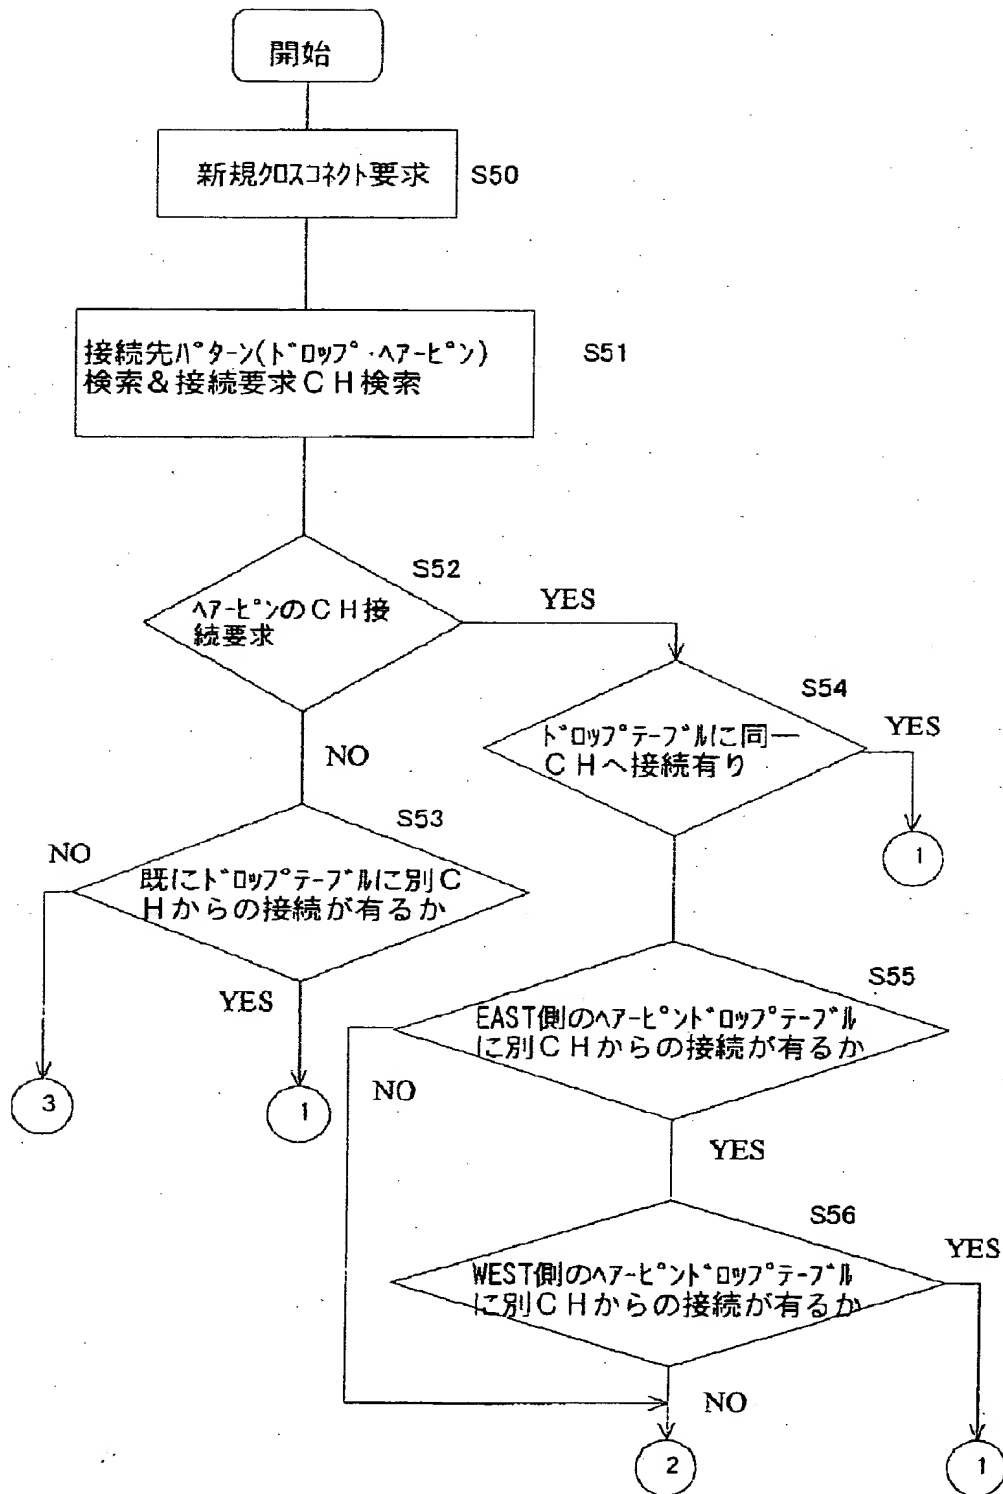 開始
新規クロスコネクト要求
S50
接続先パターン(ドロップ・ヘアーピン)
検索&接続要求CH検索
S51
S52
ヘアーピンのCH接
続要求
YES
NO
S54
ドロップテーブルに同一
CHへ接続有り
YES
1
S53
NO
既にドロップテーブルに別C
Hからの接続が有るか
YES
3
1
S55
EAST側のヘアーピンドロップテーブル
に別CHからの接続が有るか
NO
YES
S56
WEST側のヘアーピンドロップテーブル
に別CHからの接続が有るか
YES
NO
2
1